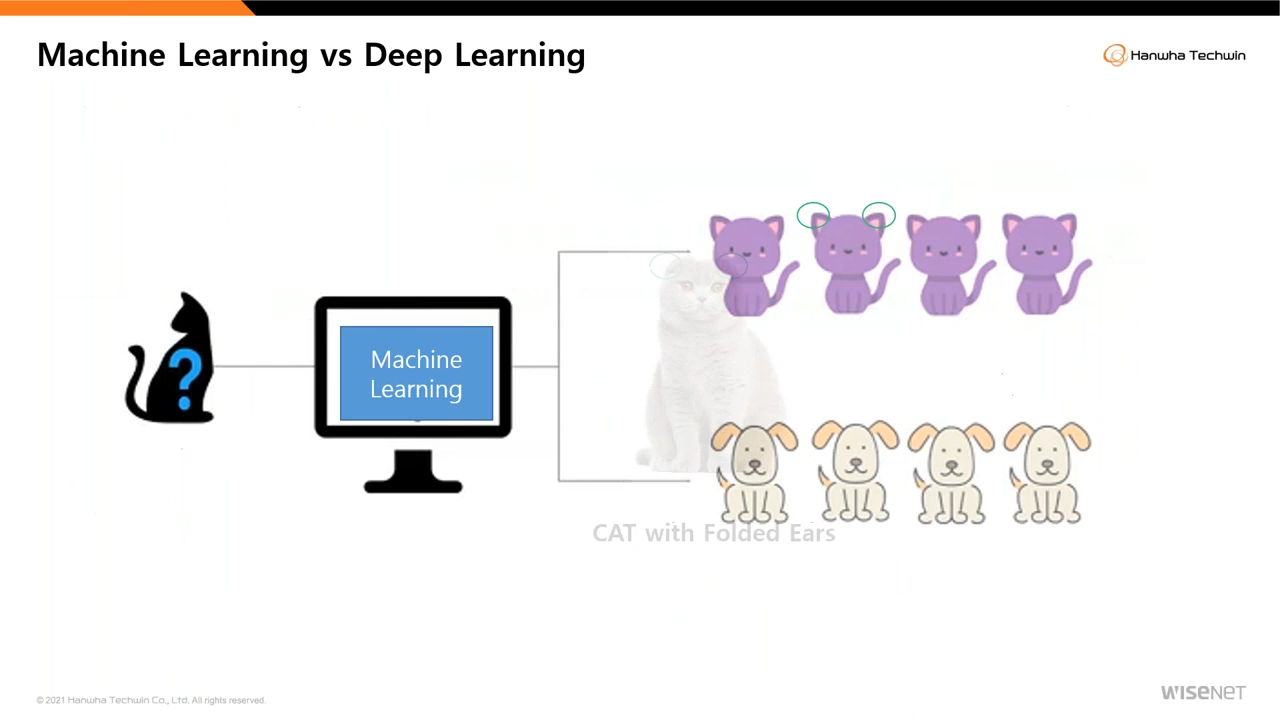 Machine Learning vs Deep Learning
Hanwha Techwin
?
Machine
Learning
CAT with Folded Ears
© 2021 Hanwha Techwin Co., Ltd. All rights reserved.
WISENET